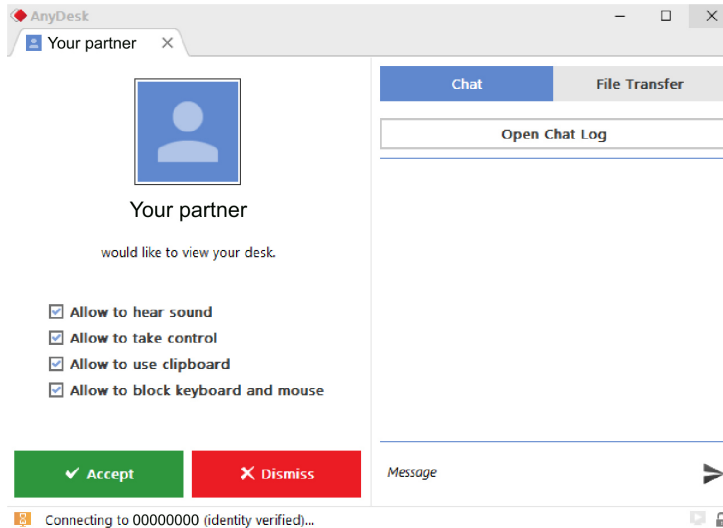 AnyDesk
Your partner
Chat
File Transfer
Open Chat Log
Your partner
would like to view your desk.
Allow to hear sound
Allow to take control
Allow to use clipboard
Allow to block keyboard and mouse
Accept
Dismiss
Message
Connecting to 00000000 (identity verified)...